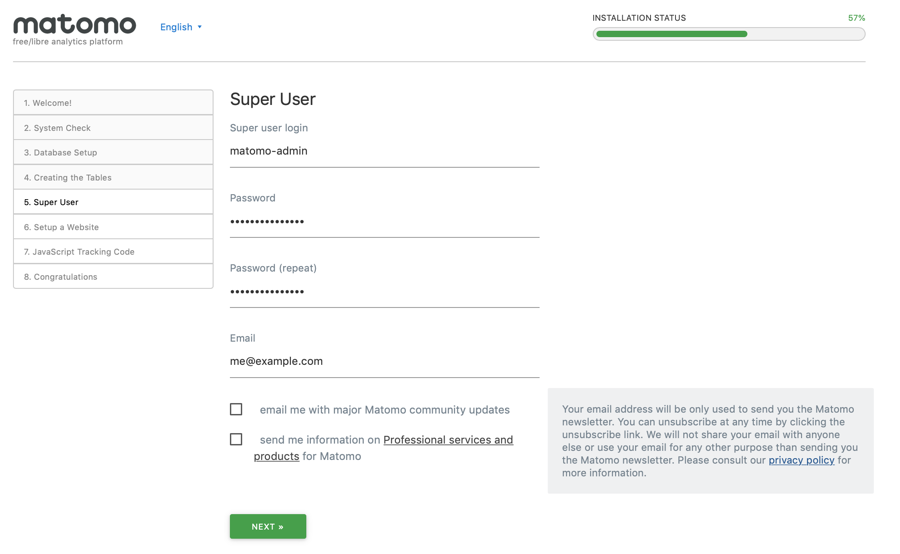 matomo
free/libre analytics platform
English
INSTALLATION STATUS 57%
1. Welcome!
2. System Check
3. Database Setup
4. Creating the Tables
5. Super User
6. Setup a Website
7. JavaScript Tracking Code
8. Congratulations
Super User
Super user login
matomo-admin
Password
•••••••••••••••
Password (repeat)
•••••••••••••••
Email
me@example.com
email me with major Matomo community updates
send me information on Professional services and
products for Matomo
Your email address will be only used to send you the Matomo
newsletter. You can unsubscribe at any time by clicking the
unsubscribe link. We will not share your email with anyone
else or use your email for any other purpose than sending you
the Matomo newsletter. Please consult our privacy policy for
more information.
NEXT »